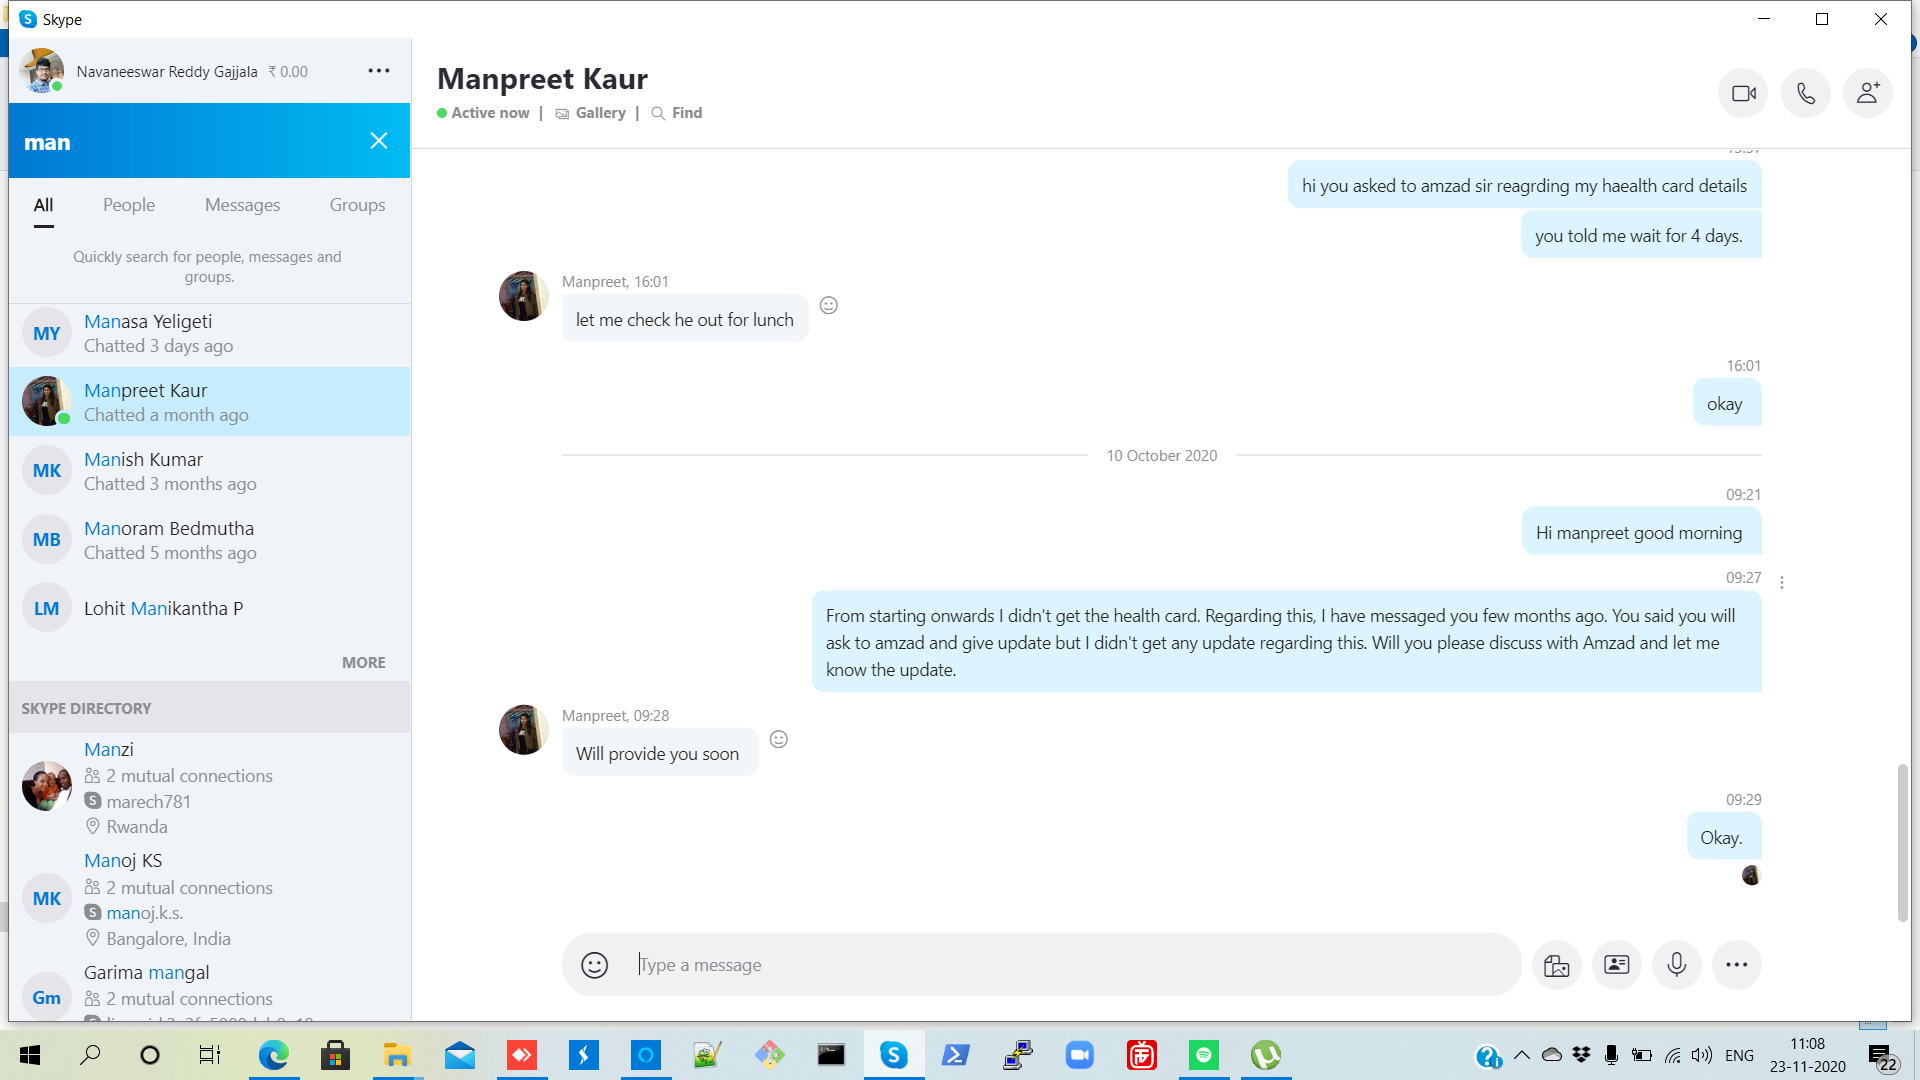 Skype
Navaneeswar Reddy Gajjala ₹ 0.00
man
All People Messages Groups
Quickly search for people, messages and
groups.
MY
Manasa Yeligeti
Chatted 3 days ago
Manpreet Kaur
Chatted a month ago
MK
Manish Kumar
Chatted 3 months ago
MB
Manoram Bedmutha
Chatted 5 months ago
LM
Lohit Manikantha P
MORE
SKYPE DIRECTORY
Manzi
2 mutual connections
marech781
Rwanda
MK
Manoj KS
2 mutual connections
manoj.k.s.
Bangalore, India
Gm
Garima mangal
2 mutual connections
Manpreet Kaur
Active now | Gallery | Find
hi you asked to amzad sir reagrding my haealth card details
you told me wait for 4 days.
Manpreet, 16:01
let me check he out for lunch
16:01
okay
10 October 2020
09:21
Hi manpreet good morning
09:27
From starting onwards I didn't get the health card. Regarding this, I have messaged you few months ago. You said you will
ask to amzad and give update but I didn't get any update regarding this. Will you please discuss with Amzad and let me
know the update.
Manpreet, 09:28
Will provide you soon
09:29
Okay.
Type a message
ENG
11:08
23-11-2020
22